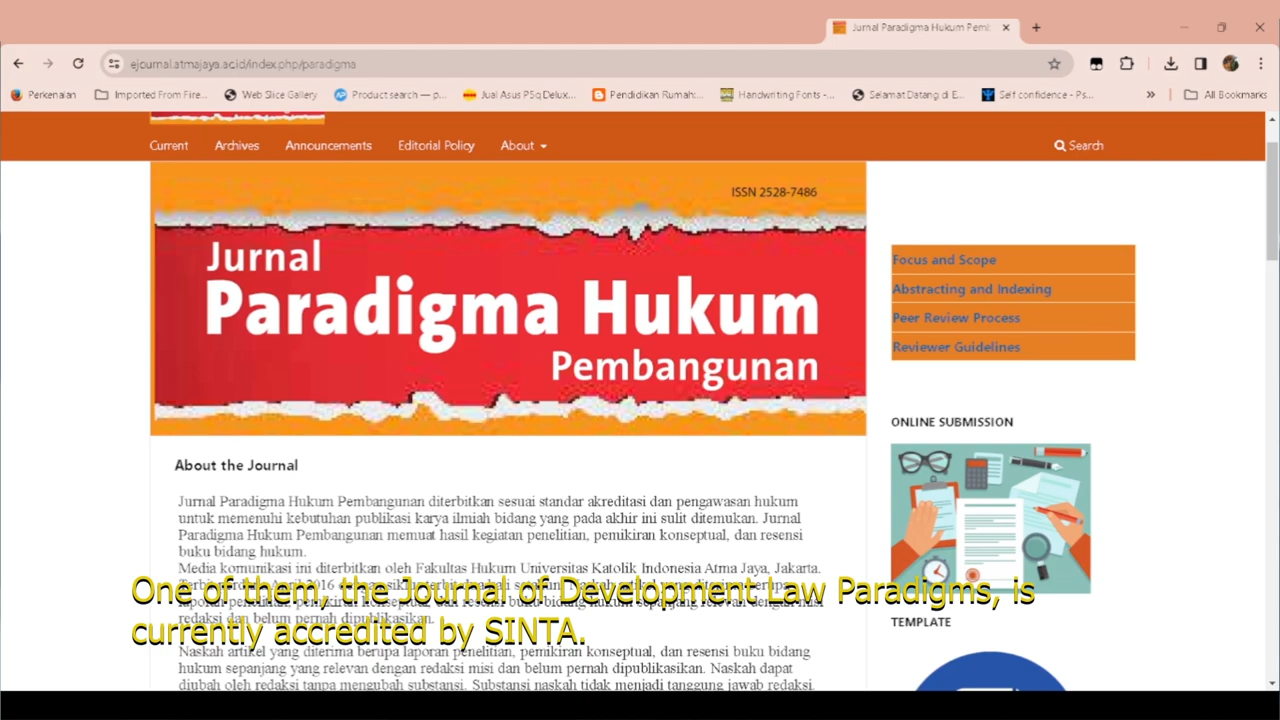 Jurnal Paradigma Hukum Pemb
ejournal.atmajaya.ac.id/index.php/paradigma
Perkenalan
Imported From Fire...
Web Slice Gallery
Product search — p...
Jual Asus P5q Delux...
Pendidikan Rumah:...
Handwriting Fonts -...
Selamat Datang di E...
Self confidence - Ps...
All Bookmarks
Current
Archives
Announcements
Editorial Policy
About
Search
ISSN 2528-7486
Jurnal
Paradigma Hukum
Pembangunan
Focus and Scope
Abstracting and Indexing
Peer Review Process
Reviewer Guidelines
ONLINE SUBMISSION
TEMPLATE
About the Journal
Jurnal Paradigma Hukum Pembangunan diterbitkan sesuai standar akreditasi dan pengawasan hukum
untuk memenuhi kebutuhan publikasi karya ilmiah bidang yang pada akhir ini sulit ditemukan. Jurnal
Paradigma Hukum Pembangunan memuat hasil kegiatan penelitian, pemikiran konseptual, dan resensi
buku bidang hukum.
Media komunikasi ini diterbitkan oleh Fakultas Hukum Universitas Katolik Indonesia Atma Jaya, Jakarta.
redaksi dan belum pernah dipublikasikan.
Naskah artikel yang diterima berupa laporan penelitian, pemikiran konseptual, dan resensi buku bidang
hukum sepanjang yang relevan dengan redaksi misi dan belum pernah dipublikasikan. Naskah dapat
diubah oleh redaksi tanpa mengubah substansi. Substansi naskah tidak menjadi tanggung jawab redaksi.
One of them, the Journal of Development Law Paradigms, is
currently accredited by SINTA.